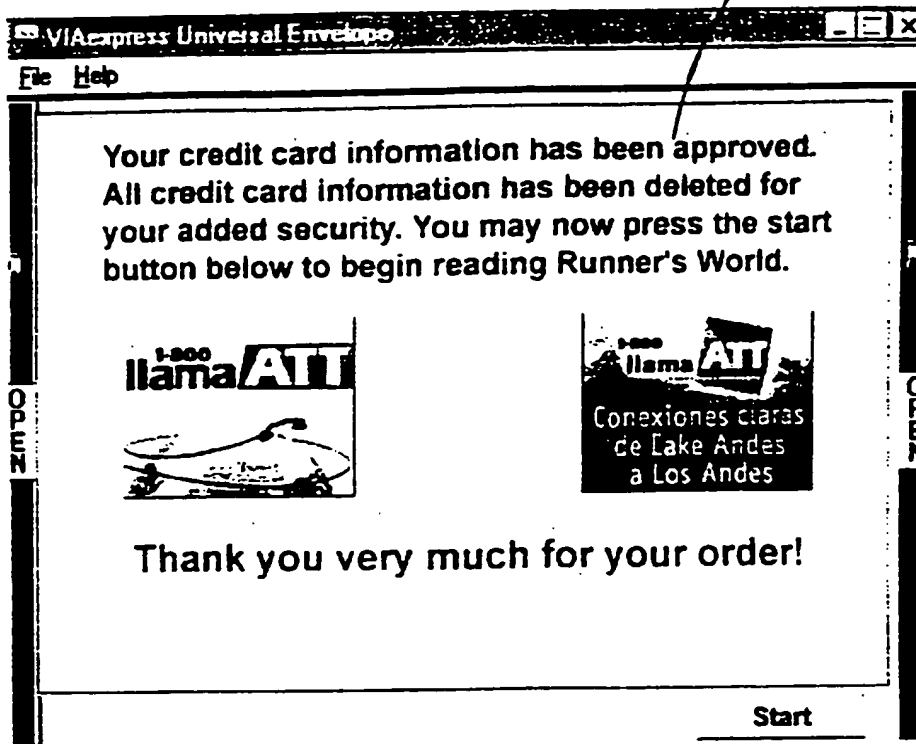 VIAexpress Universal Envelope
File Help
Your credit card information has been approved.
All credit card information has been deleted for
your added security. You may now press the start
button below to begin reading Runner's World.
1-800
llama ATT
1-800
llama ATT
Conexiones claras
de Lake Andes
a Los Andes
OPEN
OPEN
Thank you very much for your order!
Start